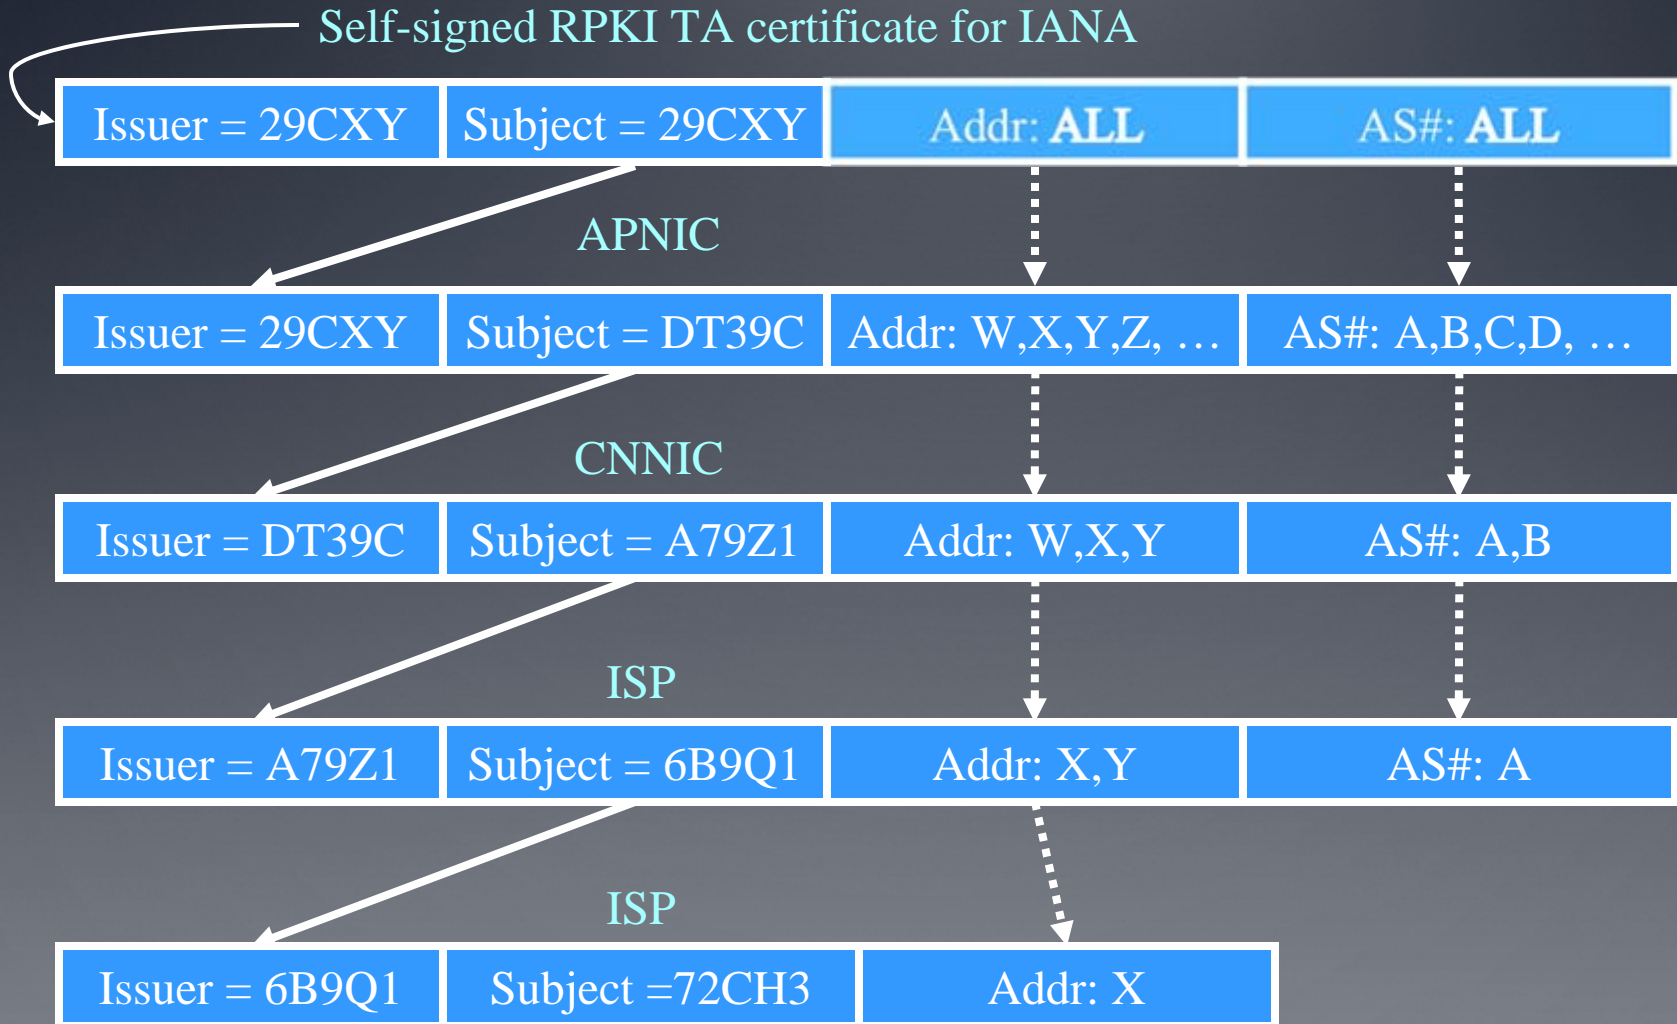 Self-signed RPKI TA certificate for IANA
Issuer = 29CXY Subject = 29CXY Addr: ALL AS#: ALL
APNIC
Issuer = 29CXY Subject = DT39C Addr: W,X,Y,Z, … AS#: A,B,C,D, …
CNNIC
Issuer = DT39C Subject = A79Z1 Addr: W,X,Y AS#: A,B
ISP
Issuer = A79Z1 Subject = 6B9Q1 Addr: X,Y AS#: A
ISP
Issuer = 6B9Q1 Subject =72CH3 Addr: X